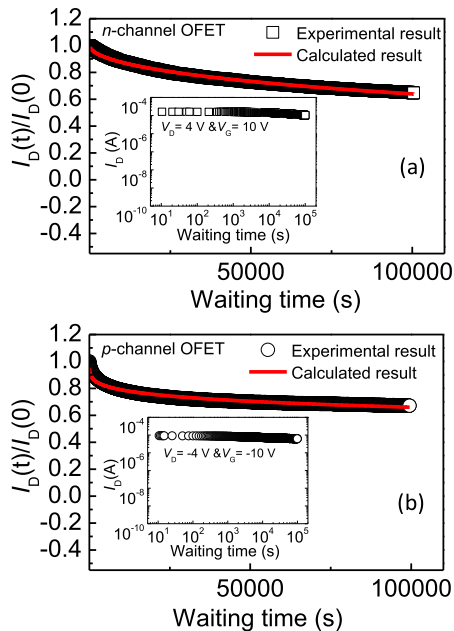 n-channel OFET
Experimental result
Calculated result
1.2
1.0
0.8
0.6
0.4
0.2
0.0
-0.2
-0.4
I_D(t)/I_D(0)
10^-4
10^-6
10^-8
10^-10
I_D (A)
V_D= 4 V &V_G= 10 V
10^1 10^2 10^3 10^4 10^5
Waiting time (s)
(a)
50000 100000
Waiting time (s)
p-channel OFET
Experimental result
Calculated result
1.2
1.0
0.8
0.6
0.4
0.2
0.0
-0.2
-0.4
I_D(t)/I_D(0)
10^-4
10^-6
10^-8
10^-10
I_D(A)
V_D= -4 V &V_G= -10 V
10^1 10^2 10^3 10^4 10^5
Waiting time (s)
(b)
50000 100000
Waiting time (s)